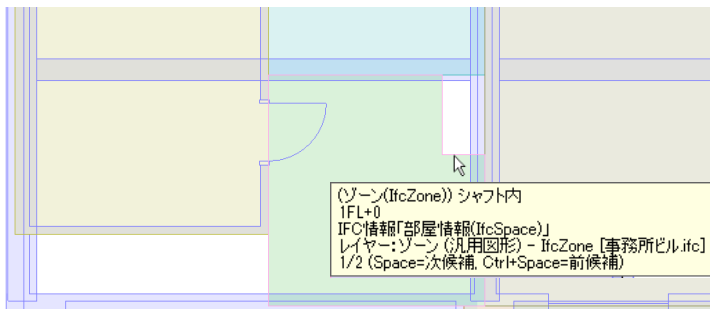 (ゾーン(IfcZone)) シャフト内
1FL+0
IFC情報「部屋情報(IfcSpace)」
レイヤー:ゾーン (汎用図形) - IfcZone [事務所ビル.ifc]
1/2 (Space=次候補, Ctrl+Space=前候補)